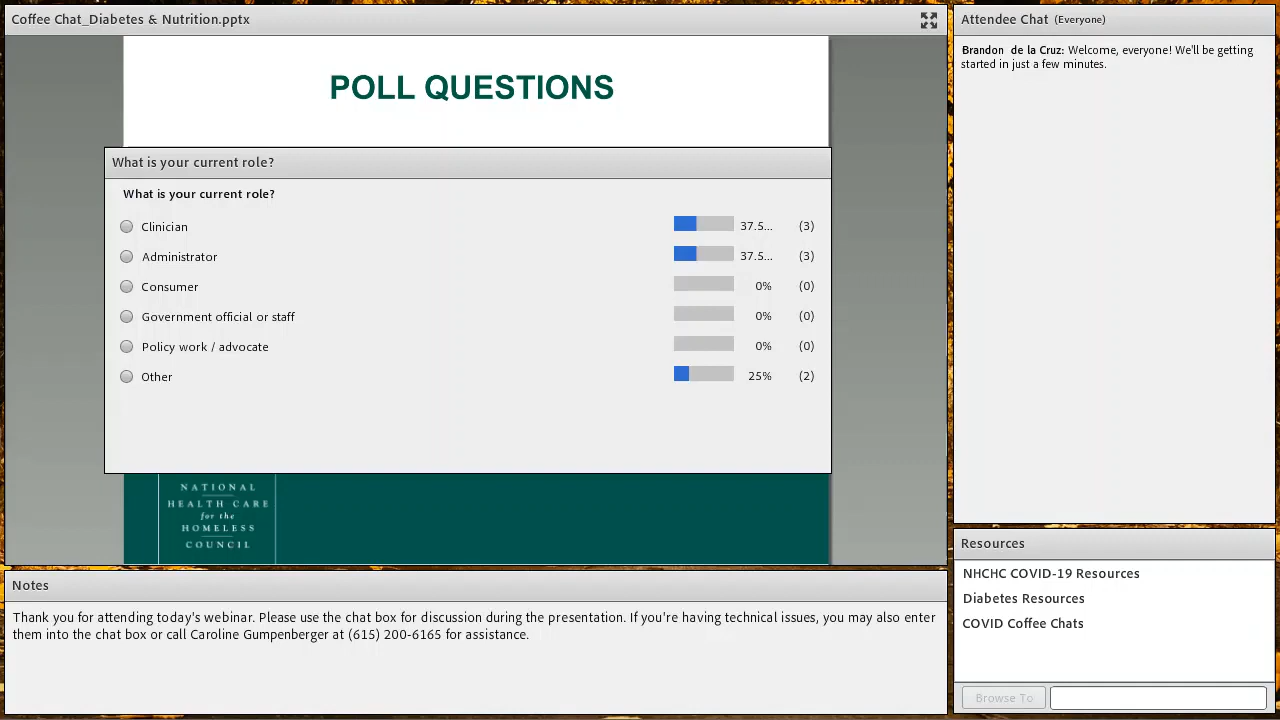 Coffee Chat_Diabetes & Nutrition.pptx
POLL QUESTIONS
What is your current role?
What is your current role?
Clinician 37.5... (3)
Administrator 37.5... (3)
Consumer 0% (0)
Government official or staff 0% (0)
Policy work / advocate 0% (0)
Other 25% (2)
NATIONAL
HEALTH CARE
for the
HOMELESS
COUNCIL
Notes
Thank you for attending today's webinar. Please use the chat box for discussion during the presentation. If you're having technical issues, you may also enter
them into the chat box or call Caroline Gumpenberger at (615) 200-6165 for assistance.
Attendee Chat (Everyone)
Brandon de la Cruz: Welcome, everyone! We'll be getting
started in just a few minutes.
Resources
NHCHC COVID-19 Resources
Diabetes Resources
COVID Coffee Chats
Browse To